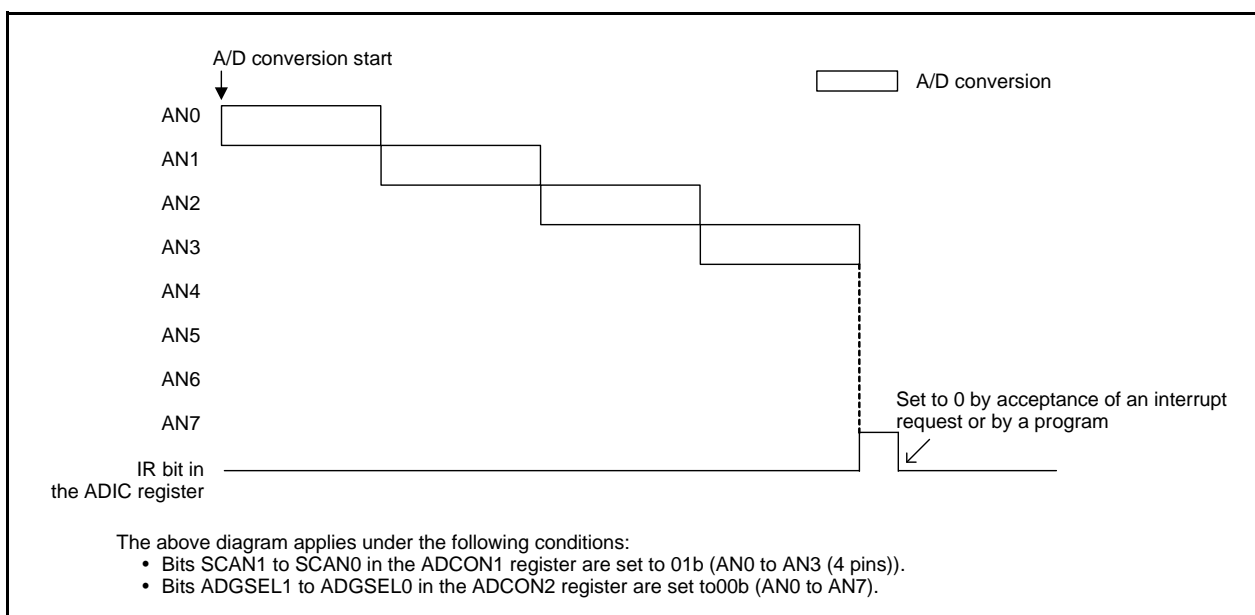 A/D conversion start
A/D conversion
AN0
AN1
AN2
AN3
AN4
AN5
AN6
AN7
Set to 0 by acceptance of an interrupt
request or by a program
IR bit in
the ADIC register
The above diagram applies under the following conditions:
• Bits SCAN1 to SCAN0 in the ADCON1 register are set to 01b (AN0 to AN3 (4 pins)).
• Bits ADGSEL1 to ADGSEL0 in the ADCON2 register are set to00b (AN0 to AN7).